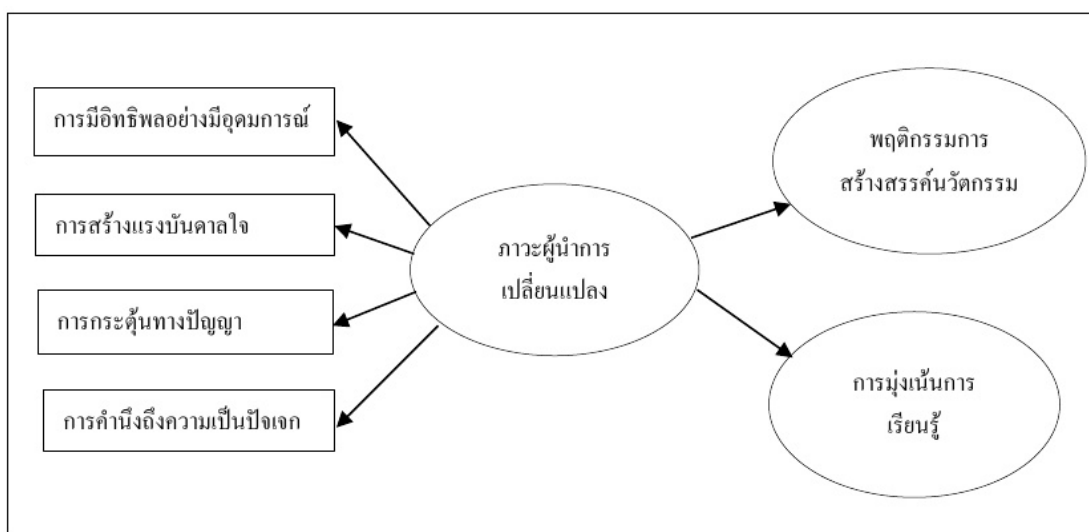 การมีอิทธิพลอย่างมีอุดมการณ์
การสร้างแรงบันดาลใจ
การกระตุ้นทางปัญญา
การคำนึงถึงความเป็นปัจเจก
ภาวะผู้นำการ
เปลี่ยนแปลง
พฤติกรรมการ
สร้างสรรค์นวัตกรรม
การมุ่งเน้นการ
เรียนรู้